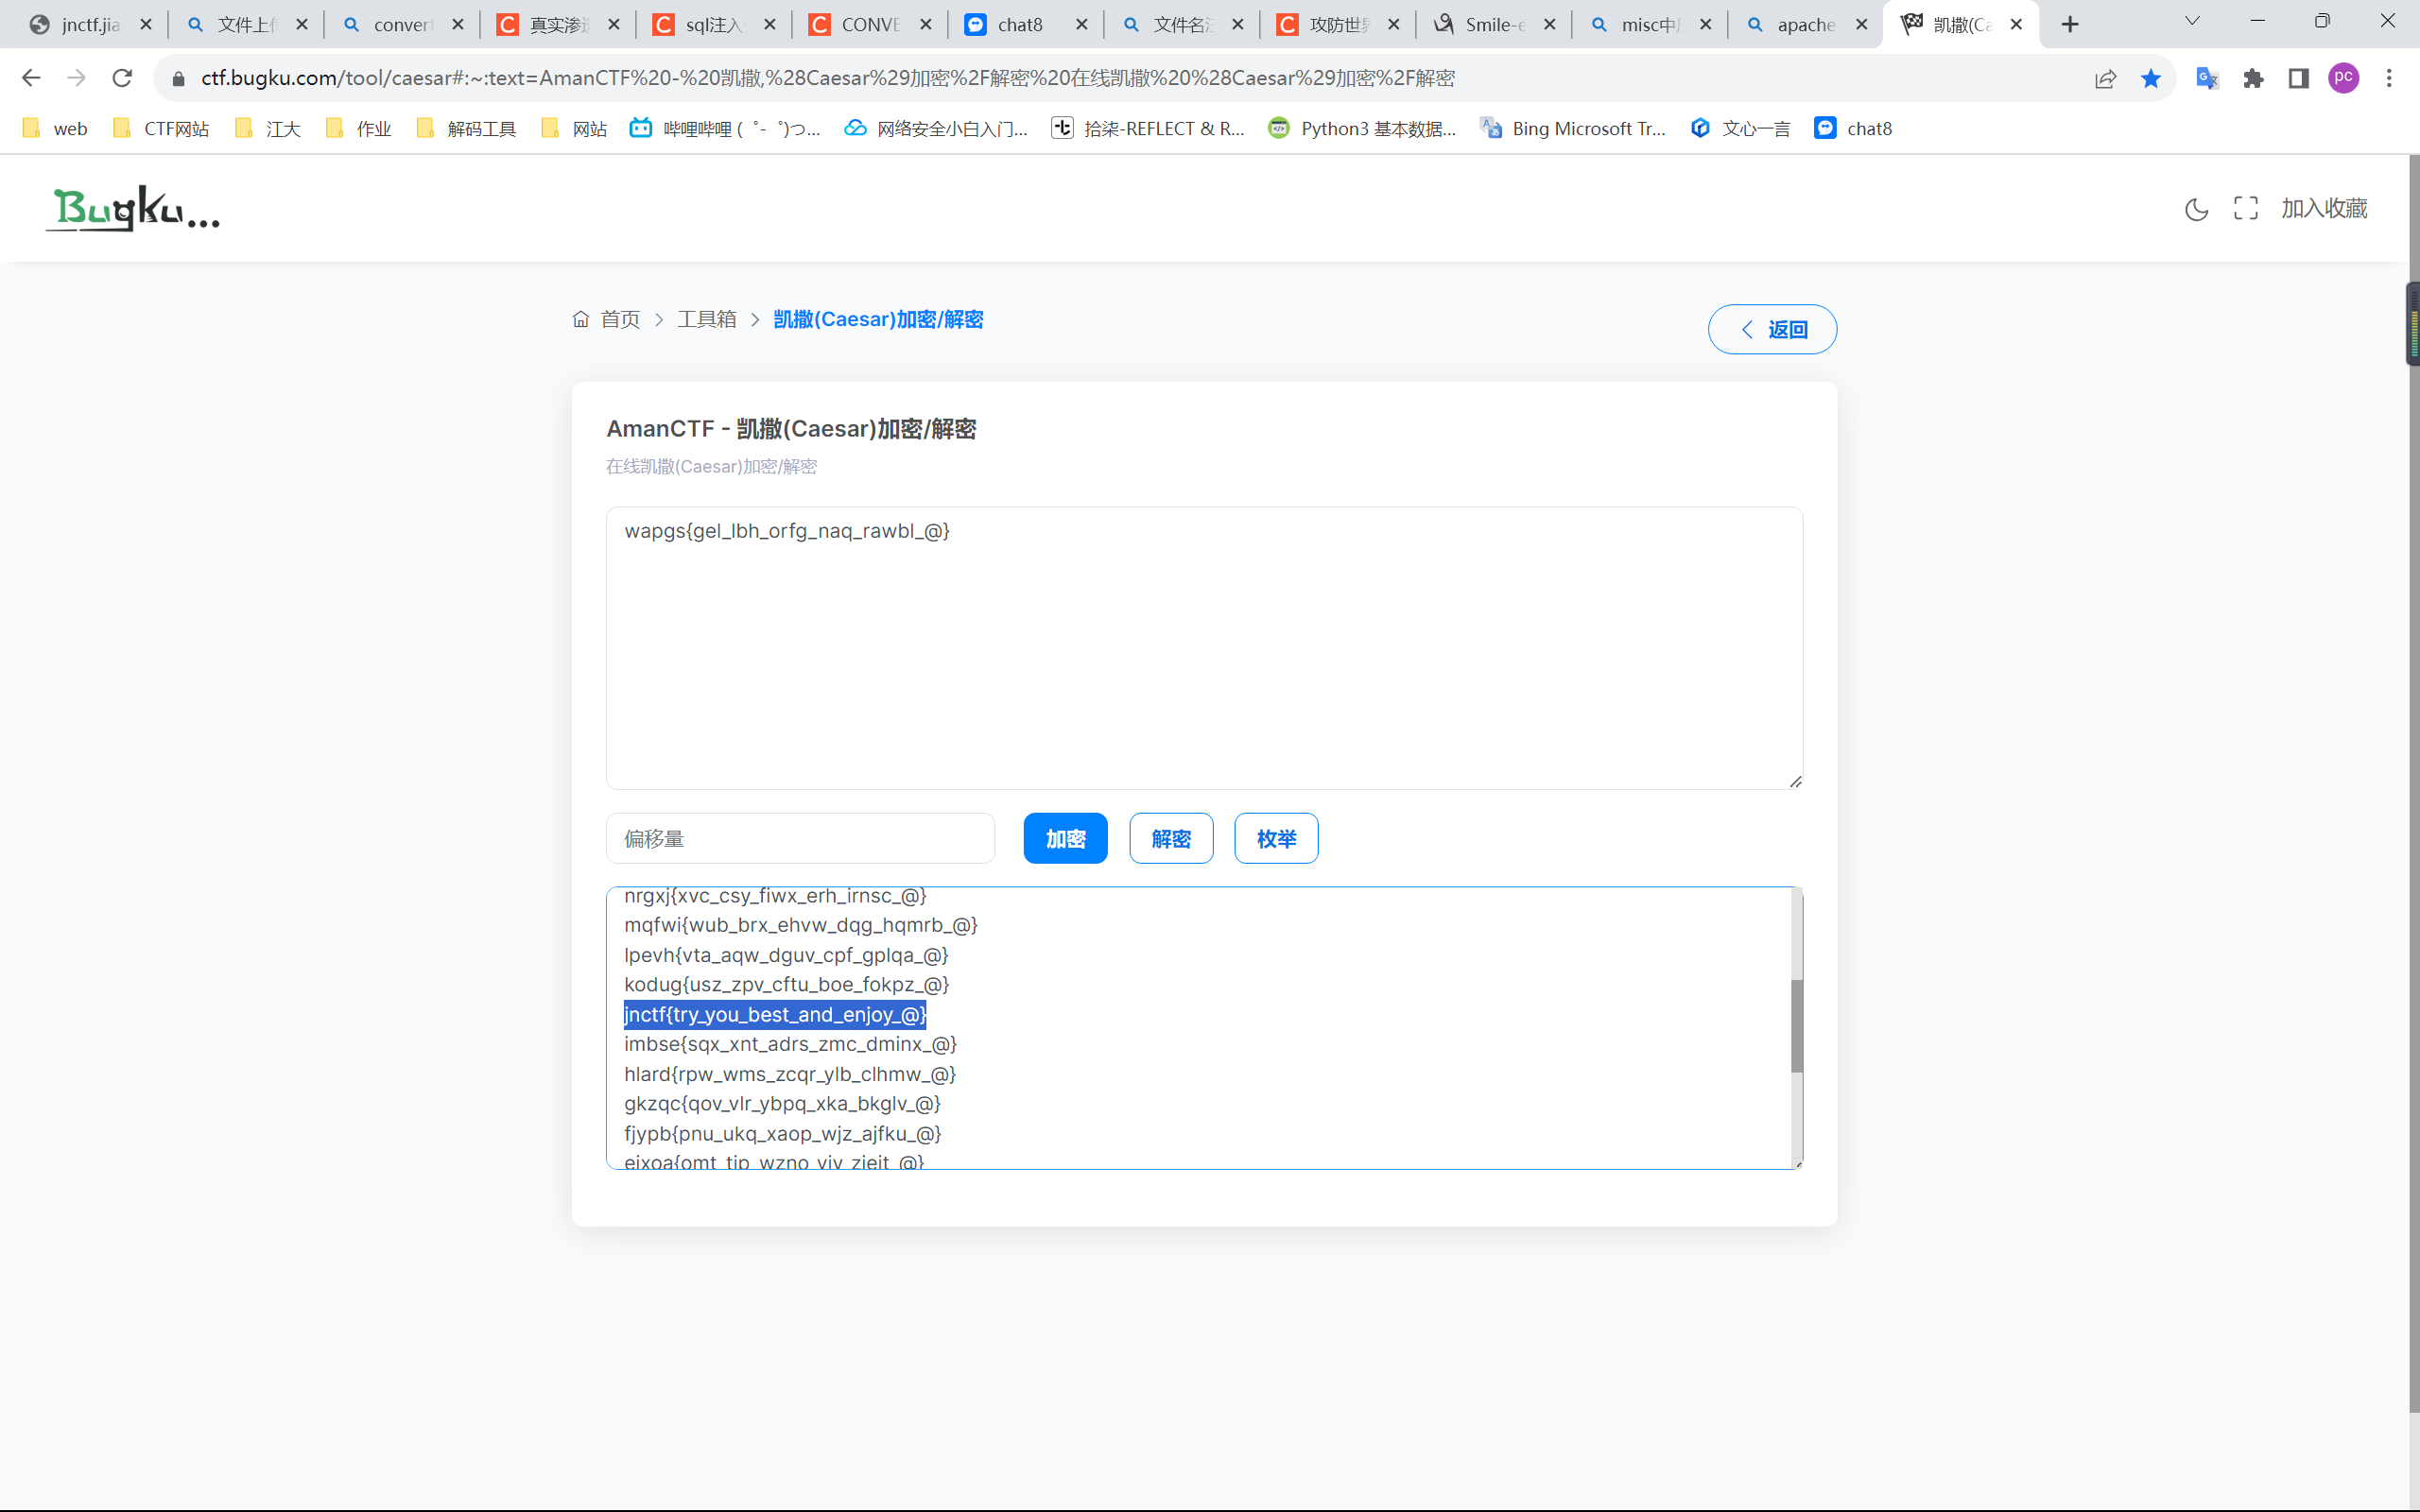 jnctf.jia
文件上传
convert
真实渗透
sql注入
CONVE
chat8
文件名
攻防世界
Smile-e
misc中
apache
凯撒(Ca
ctf.bugku.com/tool/caesar#:~:text=AmanCTF%20-%20凯撒,%28Caesar%29加密%2F解密%20在线凯撒%20%28Caesar%29加密%2F解密
pc
web CTF网站 江大 作业 解码工具 网站 哔哩哔哩 ( ゜- ゜)つ... 网络安全小白入门... 拾柒-REFLECT & R... Python3 基本数据... Bing Microsoft Tr... 文心一言 chat8
Bugku...
加入收藏
首页 > 工具箱 > 凯撒(Caesar)加密/解密
返回
AmanCTF - 凯撒(Caesar)加密/解密
在线凯撒(Caesar)加密/解密
wapgs{gel_lbh_orfg_naq_rawbl_@}
偏移量 加密 解密 枚举
nrgxj{xvc_csy_fiwx_erh_irnsc_@}
mqfwi{wub_brx_ehvw_dqg_hqmrb_@}
lpevh{vta_aqw_dguv_cpf_gplqa_@}
kodug{usz_zpv_cftu_boe_fokpz_@}
jnctf{try_you_best_and_enjoy_@}
imbse{sqx_xnt_adrs_zmc_dminx_@}
hlard{rpw_wms_zcqr_ylb_clhmw_@}
gkzqc{qov_vlr_ybpq_xka_bkglv_@}
fjypb{pnu_ukq_xaop_wjz_ajfku_@}
eixoa{omt_tjp_wzno_viy_zieit_@}